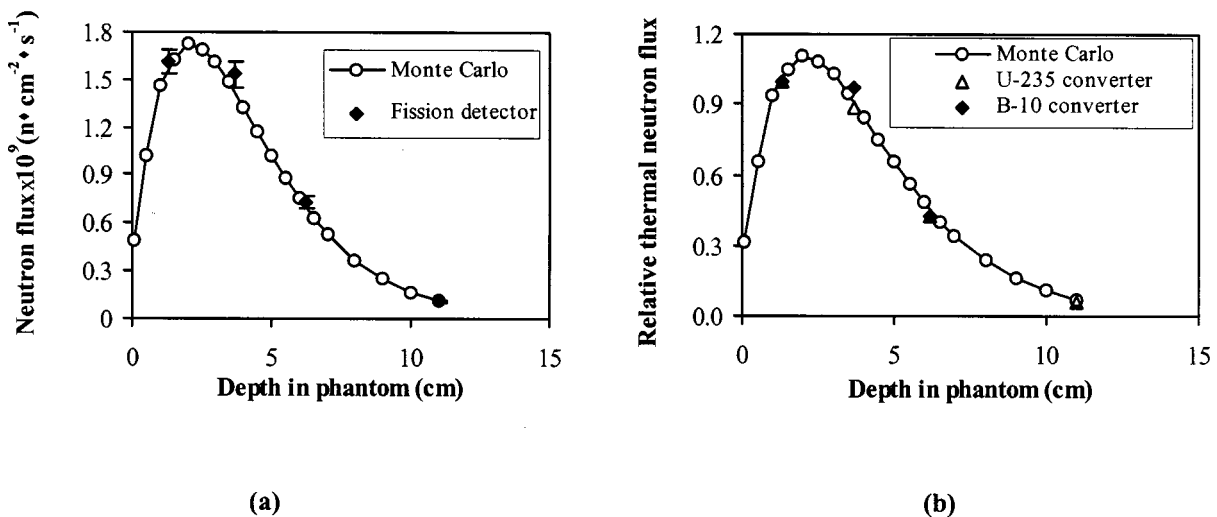 1.8
1.5
1.2
0.9
0.6
0.3
0
Neutron fluxx10⁹(n♦ cm⁻²♦ s⁻¹)
Monte Carlo
Fission detector
0 5 10 15
Depth in phantom (cm)
(a)
1.2
0.9
0.6
0.3
0.0
Relative thermal neutron flux
Monte Carlo
U-235 converter
B-10 converter
0 5 10 15
Depth in phantom (cm)
(b)